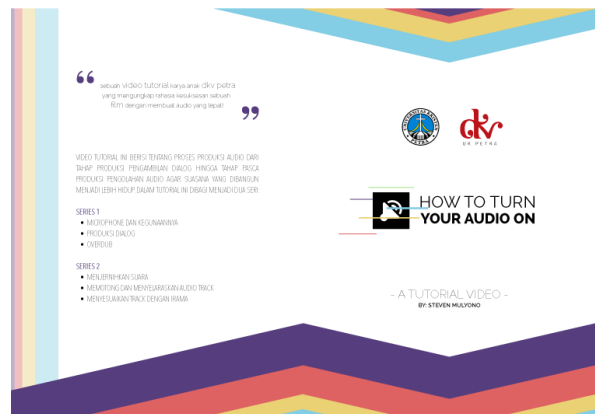 “
sebuah video tutorial karya anak dkv petra
yang mengungkap rahasia kesuksesan sebuah
film dengan membuat audio yang tepat!
”
VIDEO TUTORIAL INI BERISI TENTANG PROSES PRODUKSI AUDIO DARI
TAHAP PRODUKSI PENGAMBILAN DIALOG HINGGA TAHAP PASCA
PRODUKSI PENGOLAHAN AUDIO AGAR SUASANA YANG DIBANGUN
MENJADI LEBIH HIDUP DALAM TUTORIAL INI DIBAGI MENJADI DUA SERI
SERIES 1
• MICROPHONE DAN KEGUNAANNYA
• PRODUKSI DIALOG
• OVERDUB
SERIES 2
• MENJERNIHKAN SUARA
• MEMOTONG DAN MENYELARASKAN AUDIO TRACK
• MENYESUAIKAN TRACK DENGAN IRAMA
UNIVERSITAS KRISTEN
PETRA
dkv
UK PETRA
HOW TO TURN
YOUR AUDIO ON
- A TUTORIAL VIDEO -
BY: STEVEN MULYONO